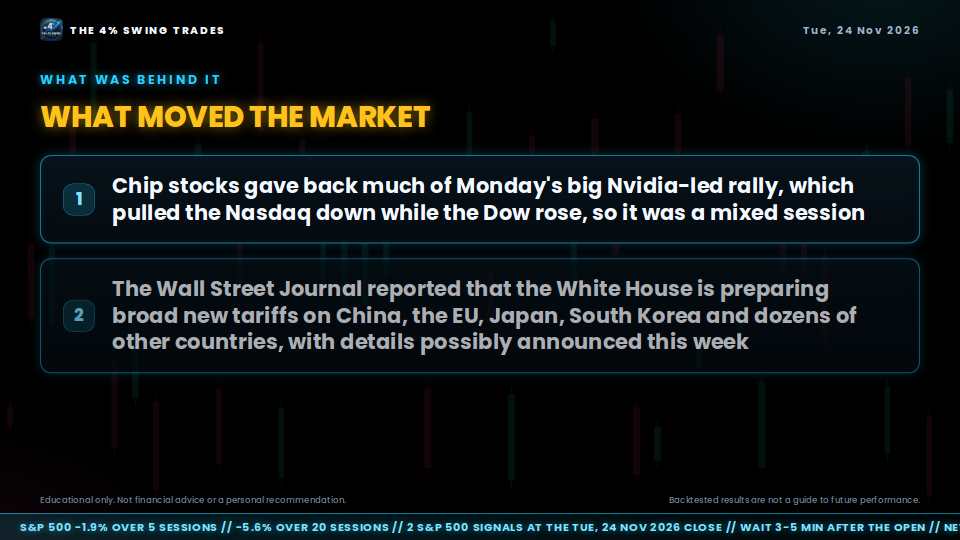 THE 4% SWING TRADES
Tue, 24 Nov 2026
WHAT WAS BEHIND IT
WHAT MOVED THE MARKET
1
Chip stocks gave back much of Monday's big Nvidia-led rally, which
pulled the Nasdaq down while the Dow rose, so it was a mixed session
2
The Wall Street Journal reported that the White House is preparing
broad new tariffs on China, the EU, Japan, South Korea and dozens of
other countries, with details possibly announced this week
Educational only. Not financial advice or a personal recommendation.
Backtested results are not a guide to future performance.
S&P 500 -1.9% OVER 5 SESSIONS // -5.6% OVER 20 SESSIONS // 2 S&P 500 SIGNALS AT THE TUE, 24 NOV 2026 CLOSE // WAIT 3-5 MIN AFTER THE OPEN //